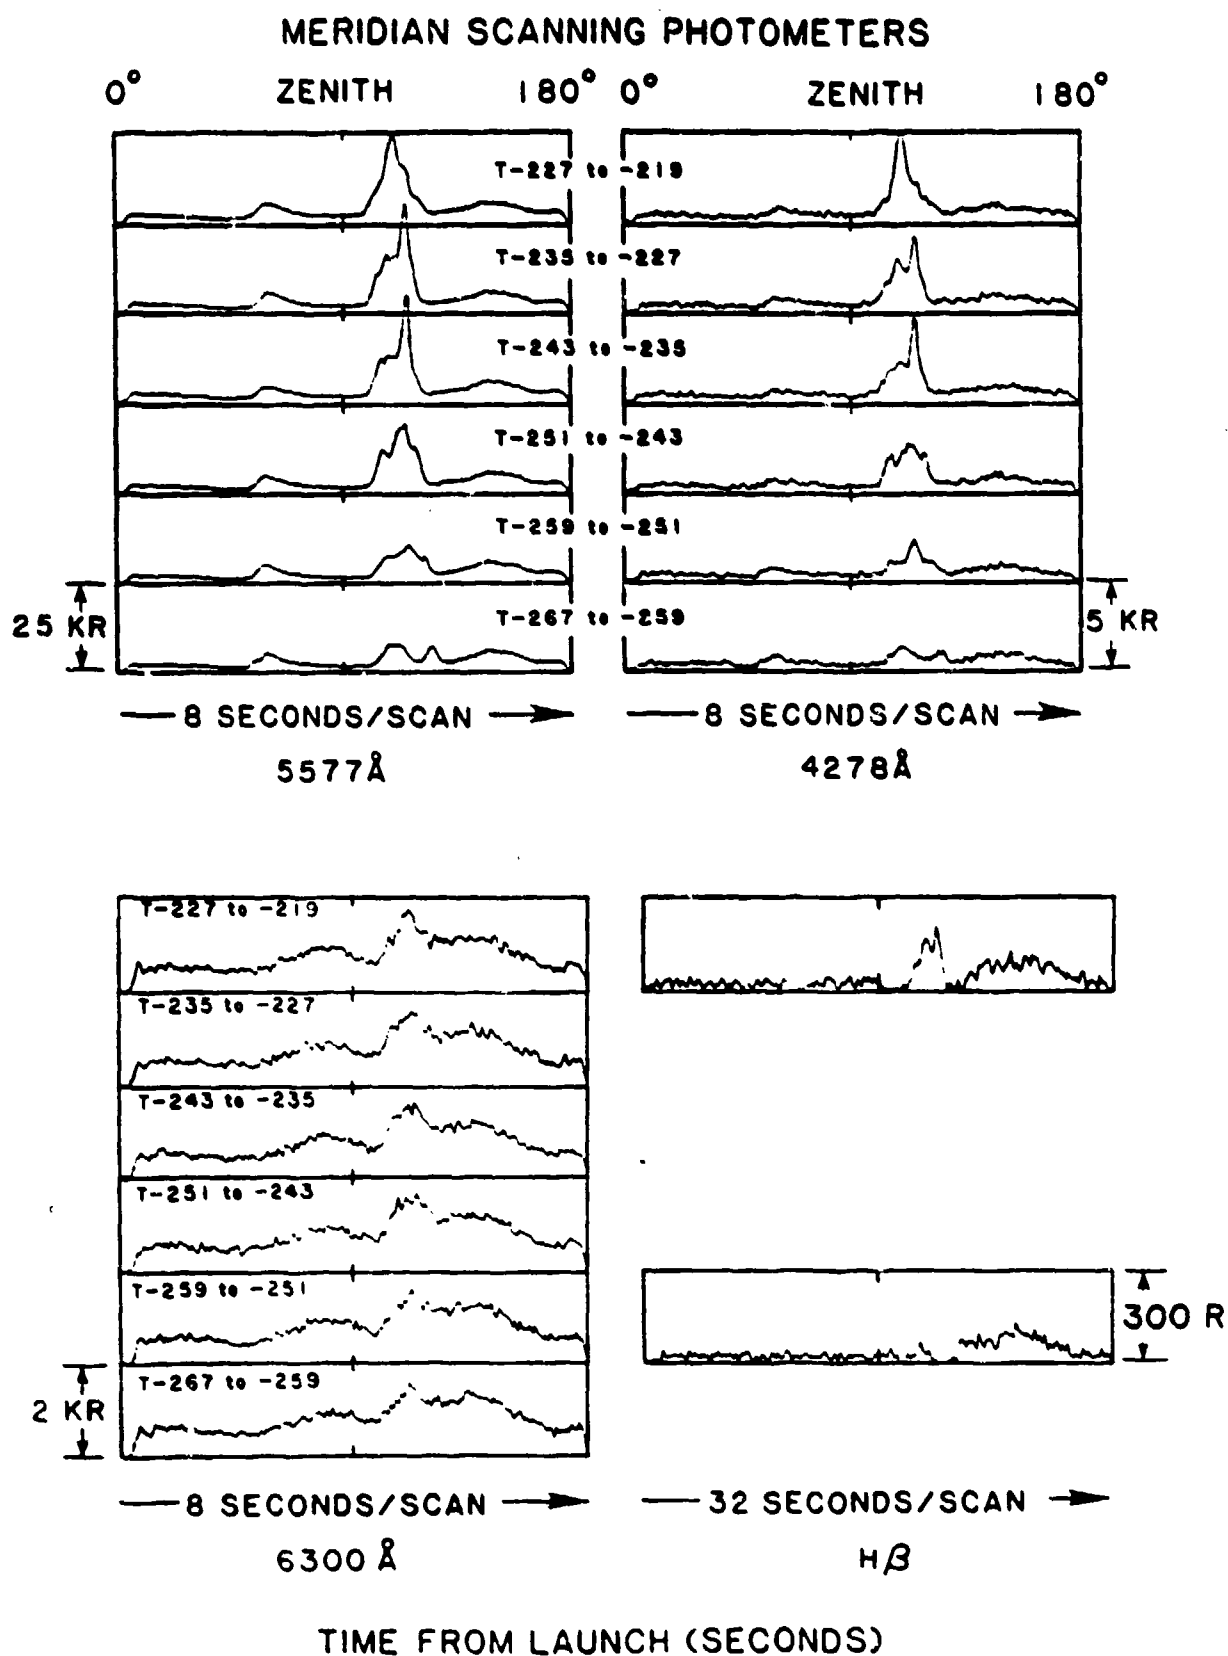 MERIDIAN SCANNING PHOTOMETERS
0° ZENITH 180° 0° ZENITH 180°
T-227 to -219
T-235 to -227
T-243 to -235
T-251 to -243
T-259 to -251
T-267 to -259
25 KR
5 KR
8 SECONDS/SCAN
8 SECONDS/SCAN
5577Å
4278Å
T-227 to -219
T-235 to -227
T-243 to -235
T-251 to -243
T-259 to -251
T-267 to -259
2 KR
300 R
8 SECONDS/SCAN
32 SECONDS/SCAN
6300 Å
Hβ
TIME FROM LAUNCH (SECONDS)